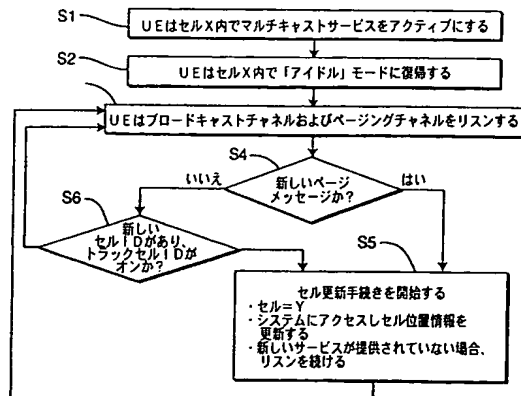 S1
UEはセルX内でマルチキャストサービスをアクティブにする
S2
UEはセルX内で「アイドル」モードに復帰する
UEはブロードキャストチャネルおよびページングチャネルをリスンする
S4
新しいページ
メッセージか?
いいえ
はい
S6
新しい
セルIDがあり、
トラックセルIDが
オンか?
S5
セル更新手続きを開始する
・セル=Y
・システムにアクセスしセル位置情報を
更新する
・新しいサービスが提供されていない場合、
リスンを続ける